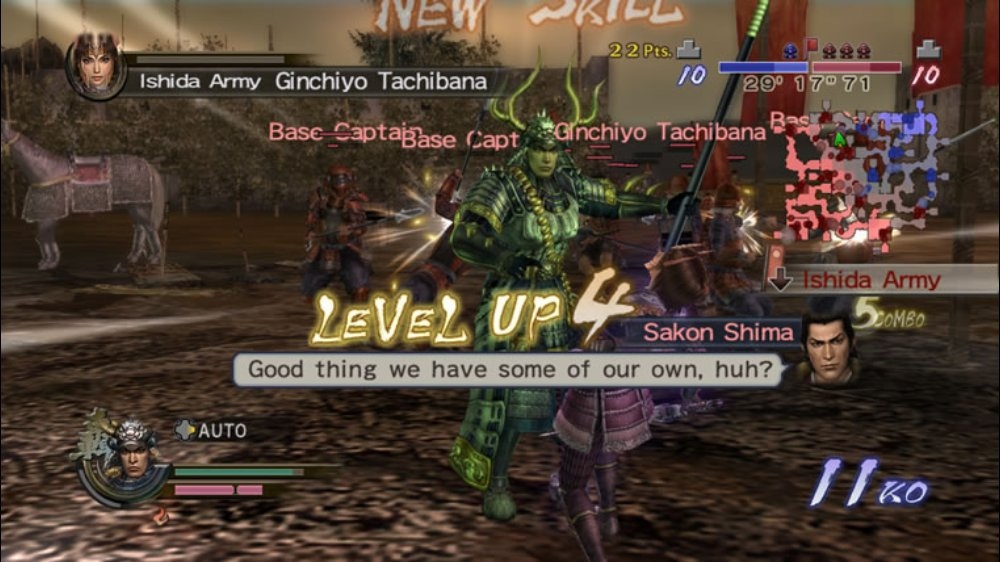 NEW SKILL
22 Pts.
10
10
29' 17" 71
Ishida Army Ginchiyo Tachibana
Base Captain
Base Capt
Ginchiyo Tachibana
Bas
Ishida Army
LEVEL UP 4
5 COMBO
Sakon Shima
Good thing we have some of our own, huh?
AUTO
11 KO